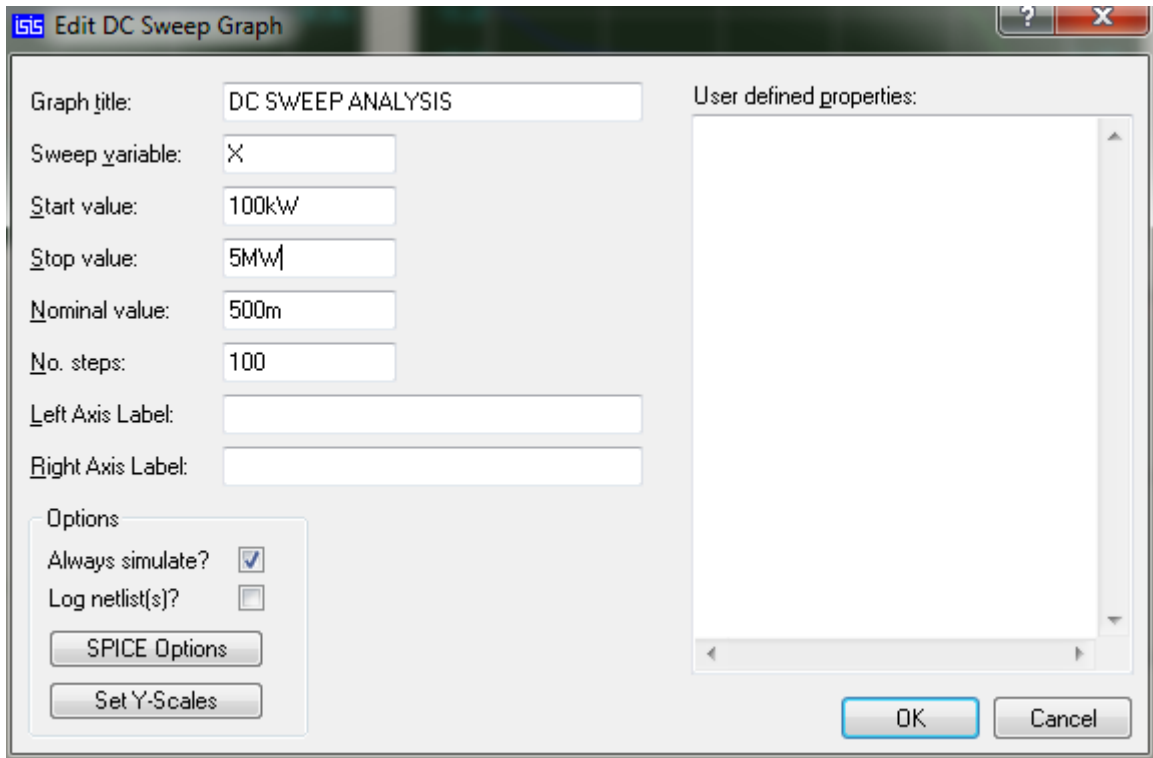 isis Edit DC Sweep Graph
?
X
Graph title:
DC SWEEP ANALYSIS
Sweep variable:
X
Start value:
100kW
Stop value:
5MW
Nominal value:
500m
No. steps:
100
Left Axis Label:
Right Axis Label:
Options
Always simulate?
Log netlist(s)?
SPICE Options
Set Y-Scales
User defined properties:
OK
Cancel